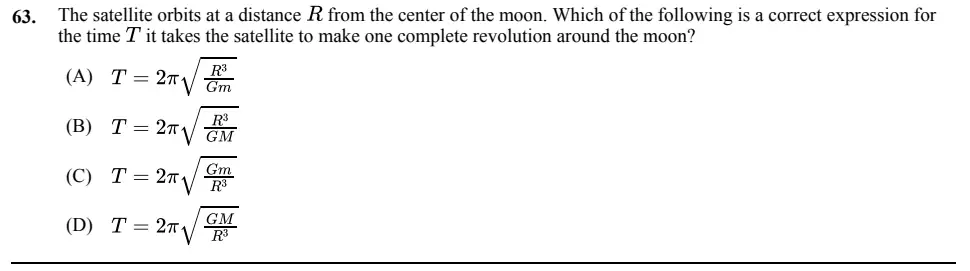 63. The satellite orbits at a distance R from the center of the moon. Which of the following is a correct expression for
the time T it takes the satellite to make one complete revolution around the moon?
(A) T = 2π√(R³/Gm)
(B) T = 2π√(R³/GM)
(C) T = 2π√(Gm/R³)
(D) T = 2π√(GM/R³)